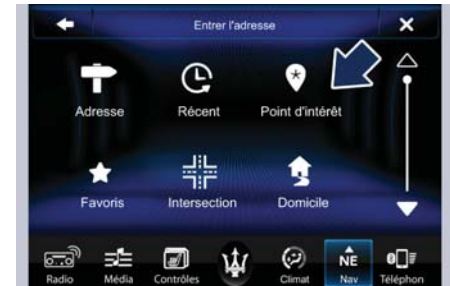 Entrer l'adresse
Adresse Récent Point d'intérêt
Favoris Intersection Domicile
NE
Radio Média Contrôles Climat Nav Téléphon